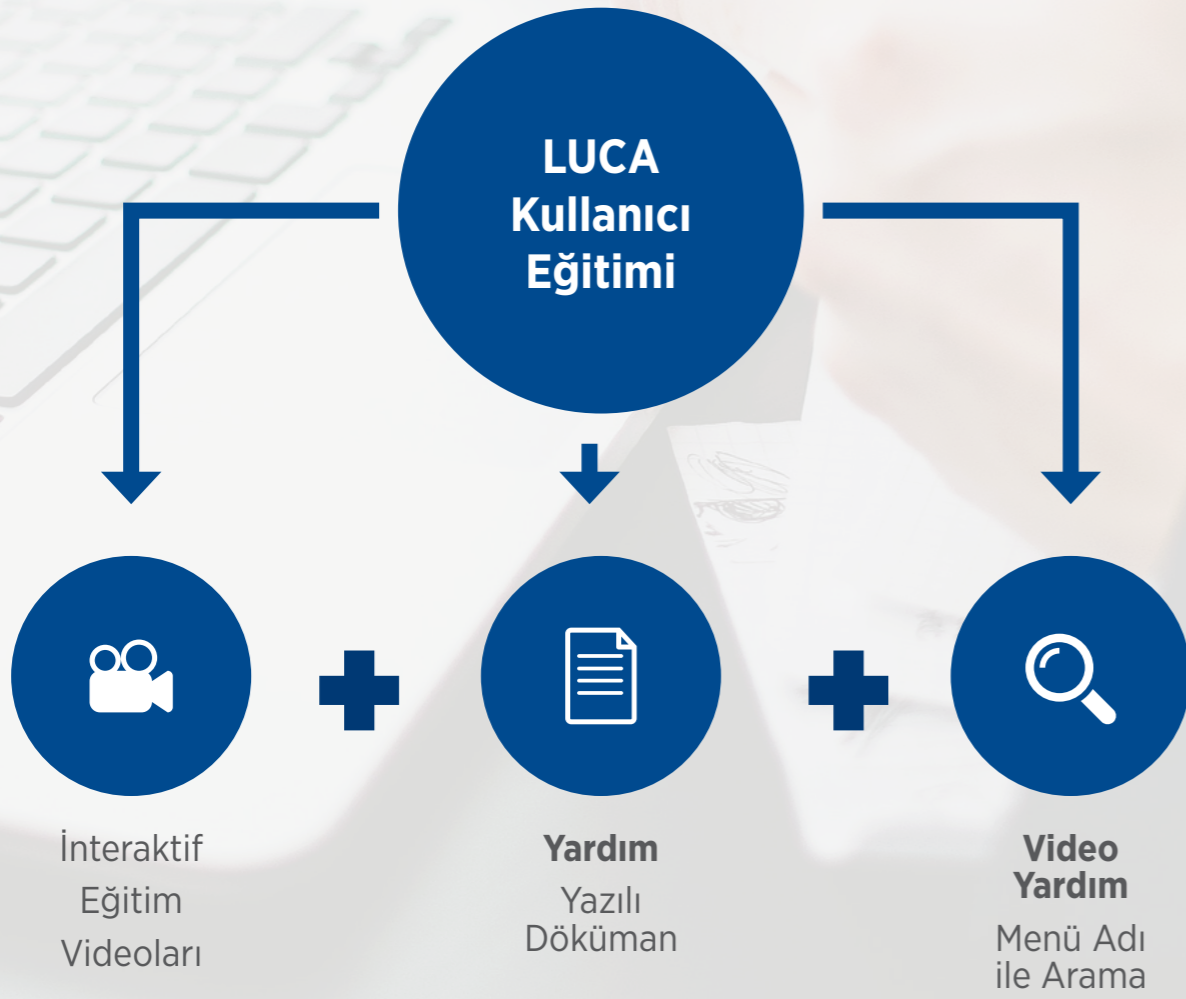 LUCA
Kullanıcı
Eğitimi
İnteraktif
Eğitim
Videoları
Yardım
Yazılı
Döküman
Video
Yardım
Menü Adı
ile Arama